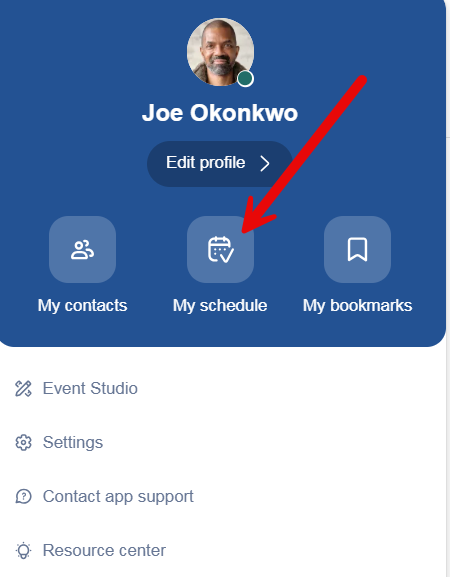 Joe Okonkwo
Edit profile
My contacts
My schedule
My bookmarks
Event Studio
Settings
Contact app support
Resource center